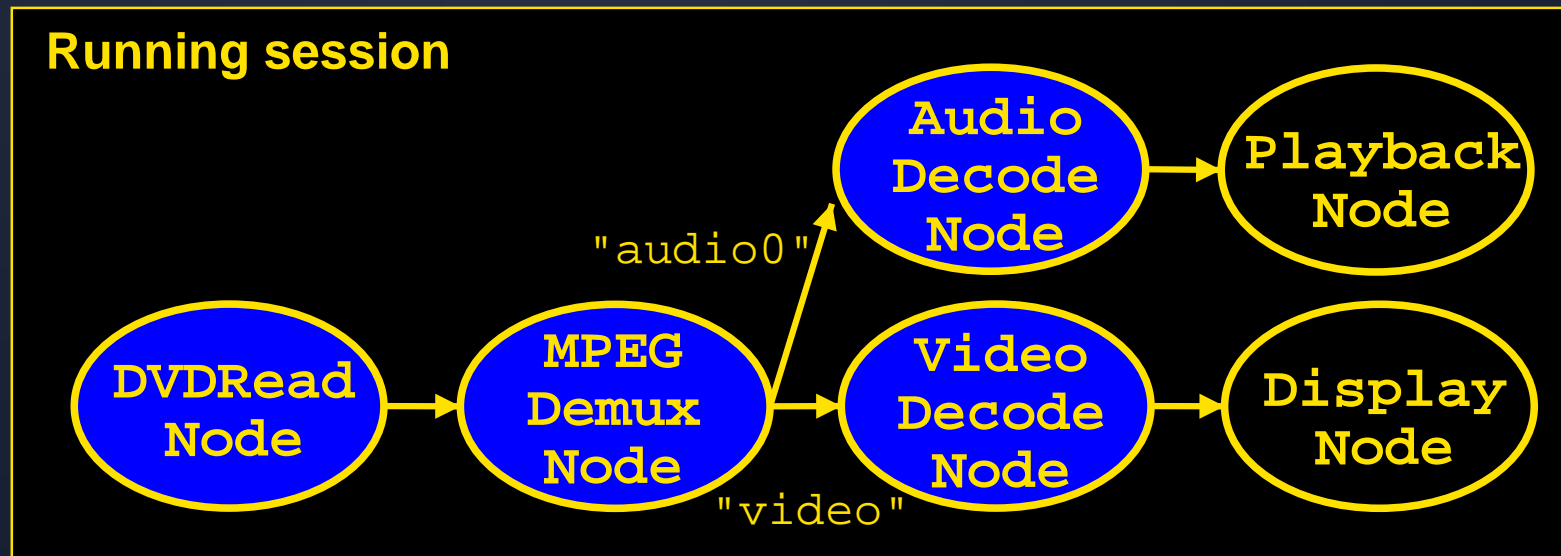 Running session
Audio
Decode
Node
Playback
Node
"audio0"
DVDRead
Node
MPEG
Demux
Node
Video
Decode
Node
Display
Node
"video"